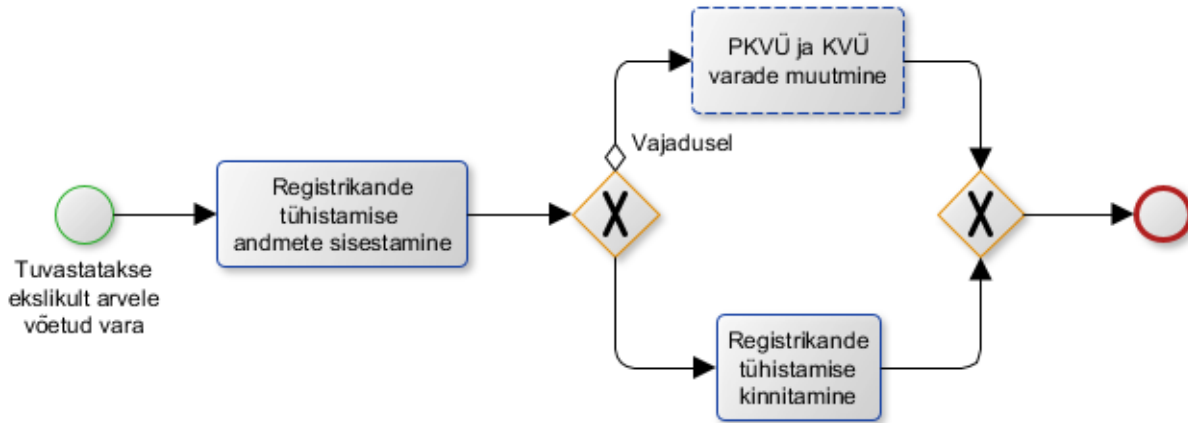 PKVÜ ja KVÜ
varade muutmine
Vajadusel
Registrikande
tühistamise
andmete sisestamine
Tuvastatakse
ekslikult arvele
võetud vara
Registrikande
tühistamise
kinnitamine